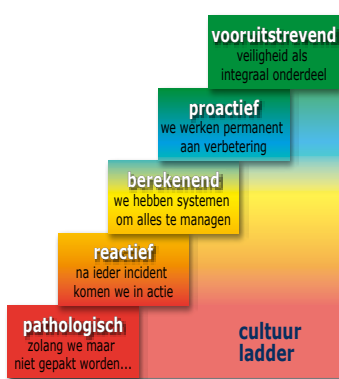 vooruitstrevend
veiligheid als
integraal onderdeel
proactief
we werken permanent
aan verbetering
berekenend
we hebben systemen
om alles te managen
reactief
na ieder incident
komen we in actie
pathologisch
zolang we maar
niet gepakt worden...
cultuur
ladder